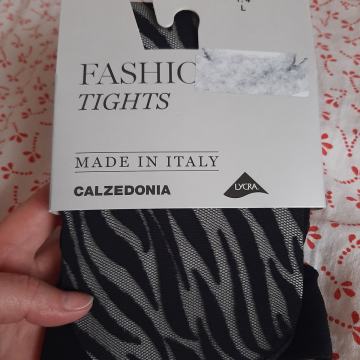 L
FASHIO
TIGHTS
MADE IN ITALY
CALZEDONIA
LYCRA